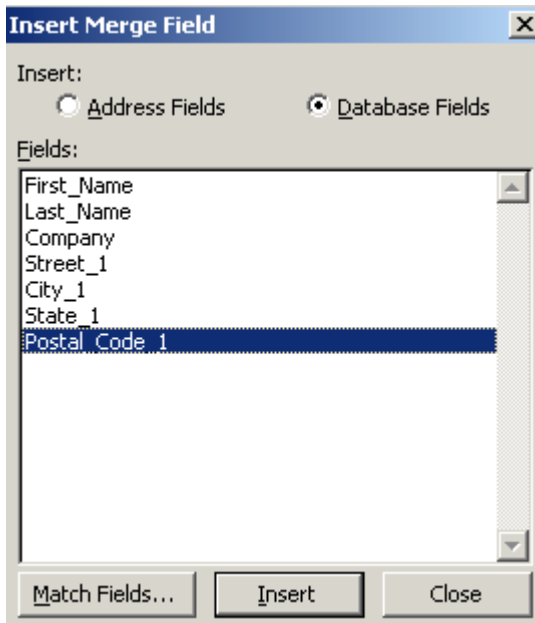 Insert Merge Field
Insert:
Address Fields Database Fields
Fields:
First_Name
Last_Name
Company
Street_1
City_1
State_1
Postal_Code_1
Match Fields... Insert Close